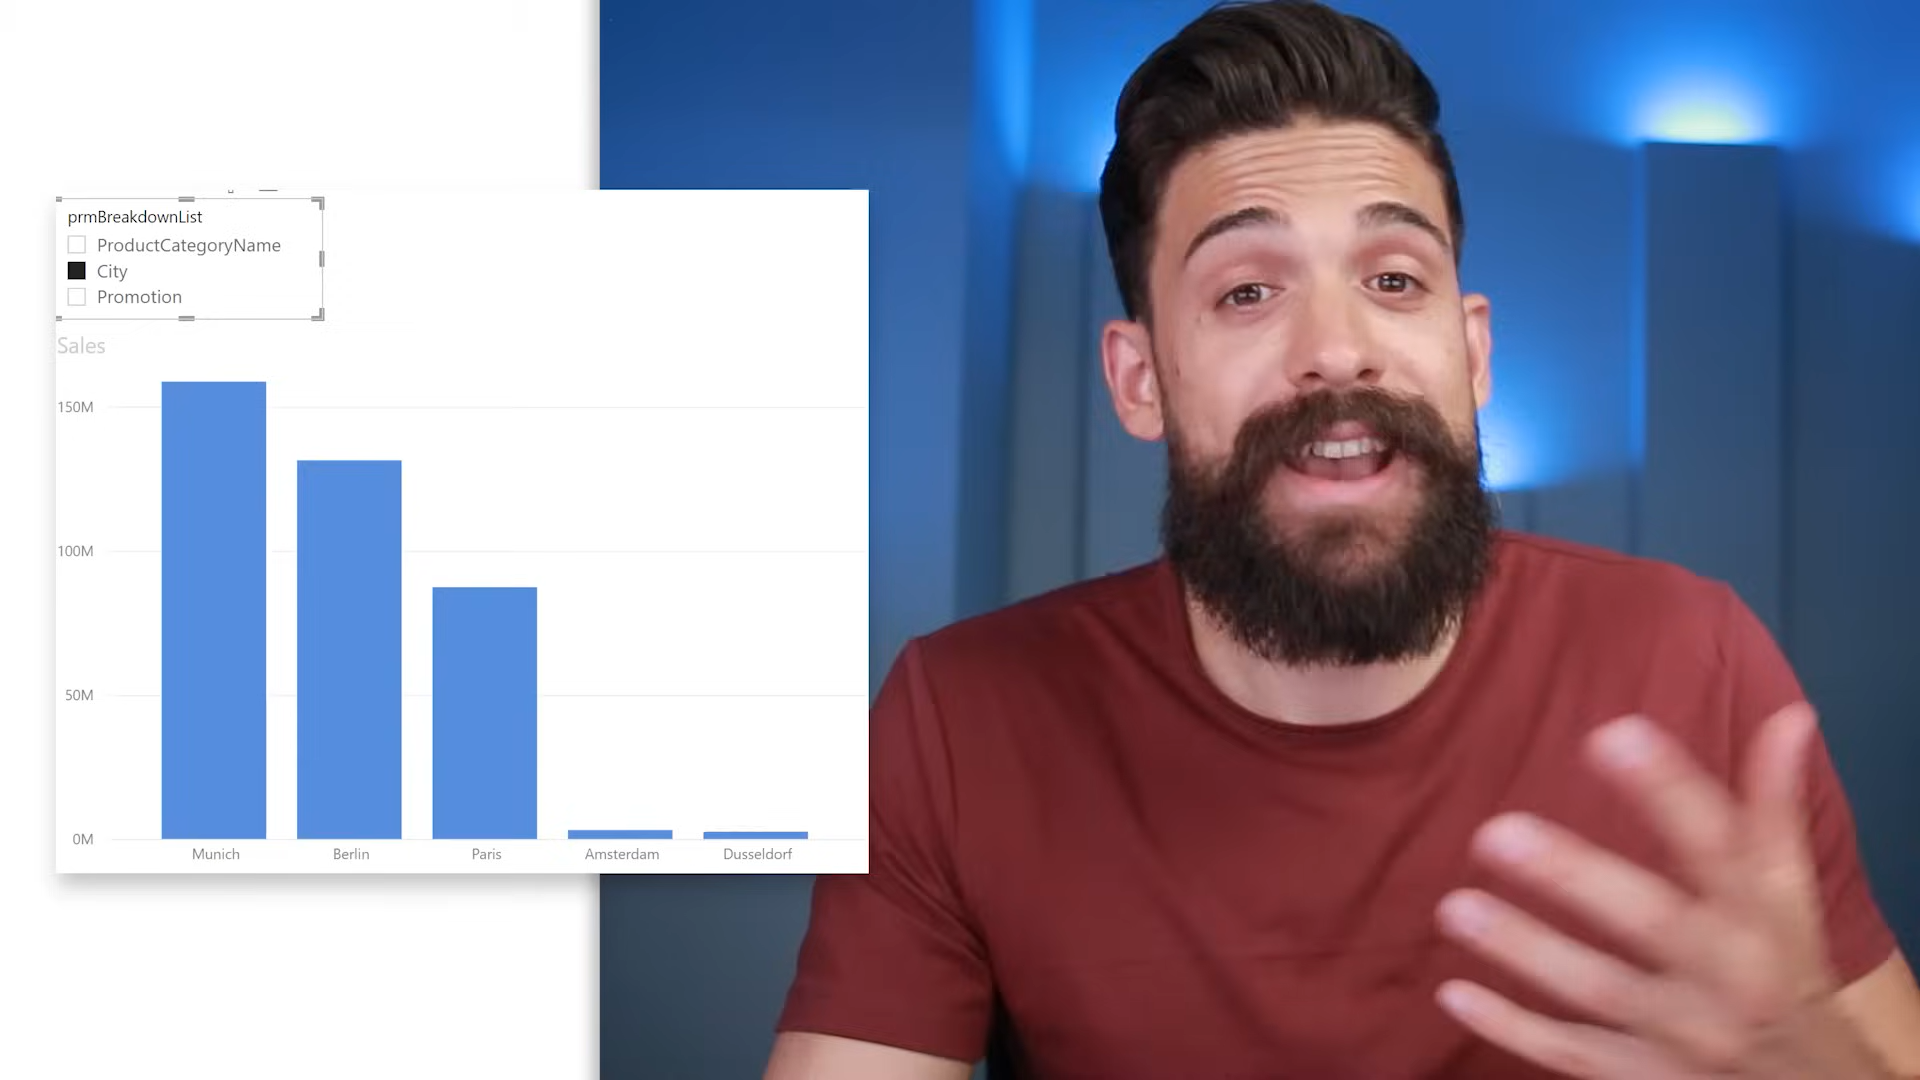 prmBreakdownList
ProductCategoryName
City
Promotion
Sales
150M
100M
50M
0M
Munich Berlin Paris Amsterdam Dusseldorf